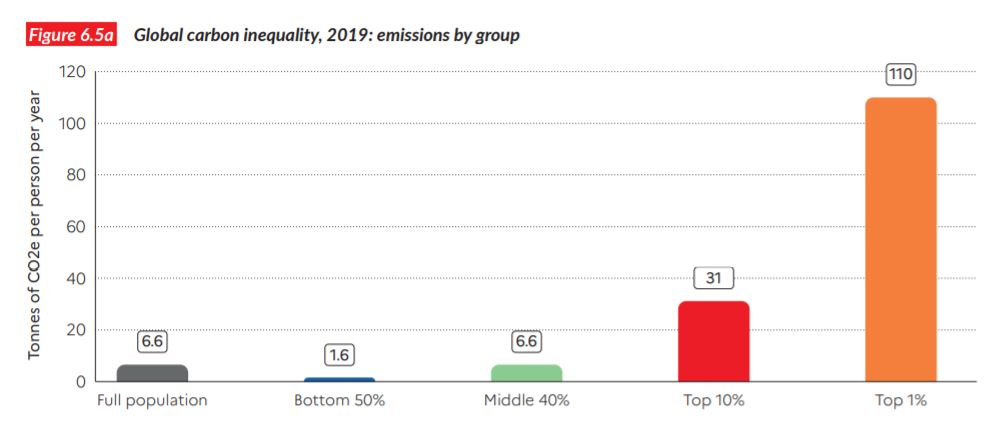 Figure 6.5a Global carbon inequality, 2019: emissions by group
Tonnes of CO2e per person per year
120
100
80
60
40
20
0
6.6
1.6
6.6
31
110
Full population
Bottom 50%
Middle 40%
Top 10%
Top 1%